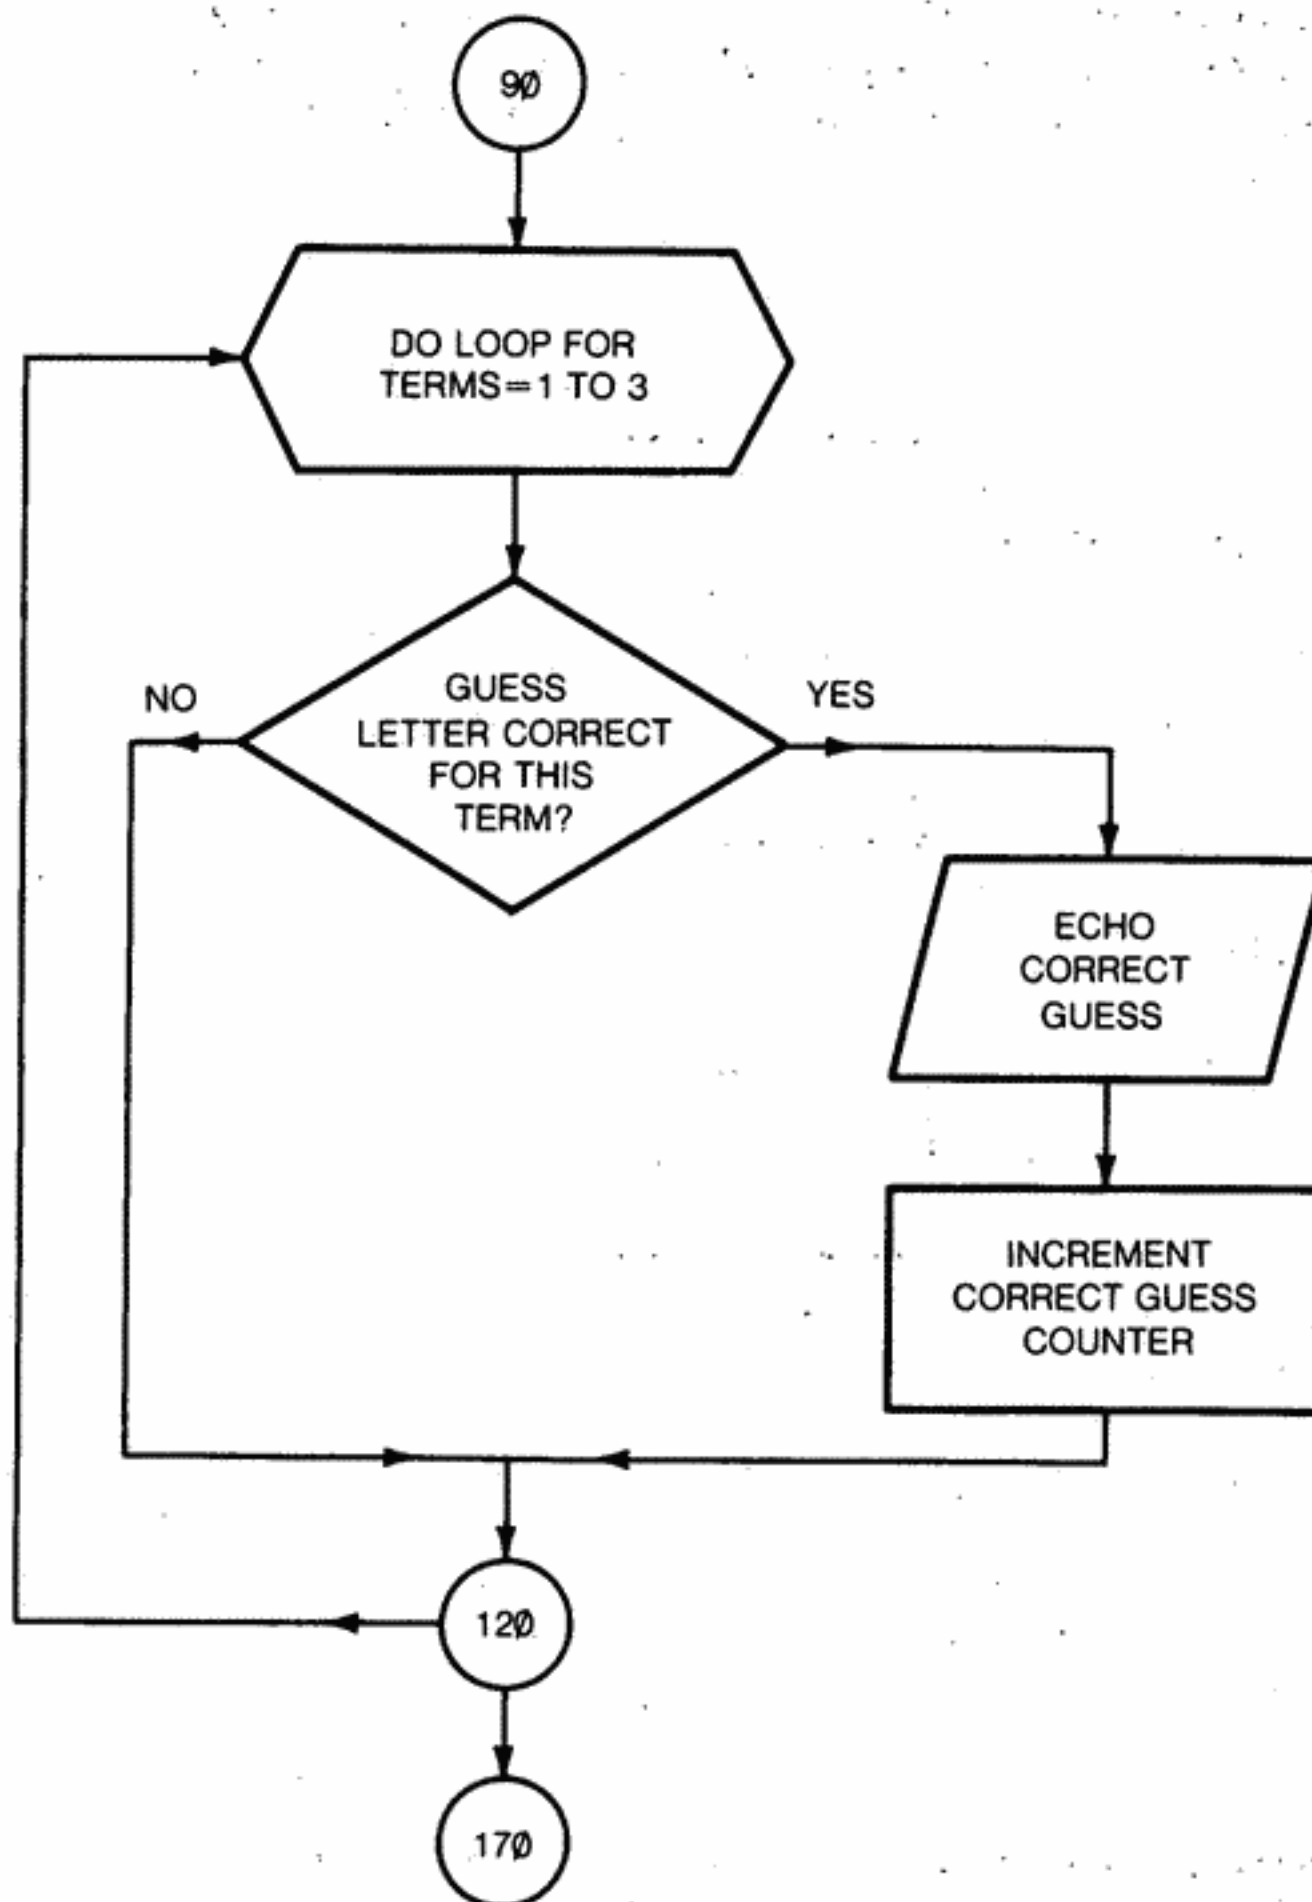 90
DO LOOP FOR
TERMS=1 TO 3
GUESS
LETTER CORRECT
FOR THIS
TERM?
NO
YES
ECHO
CORRECT
GUESS
INCREMENT
CORRECT GUESS
COUNTER
120
170